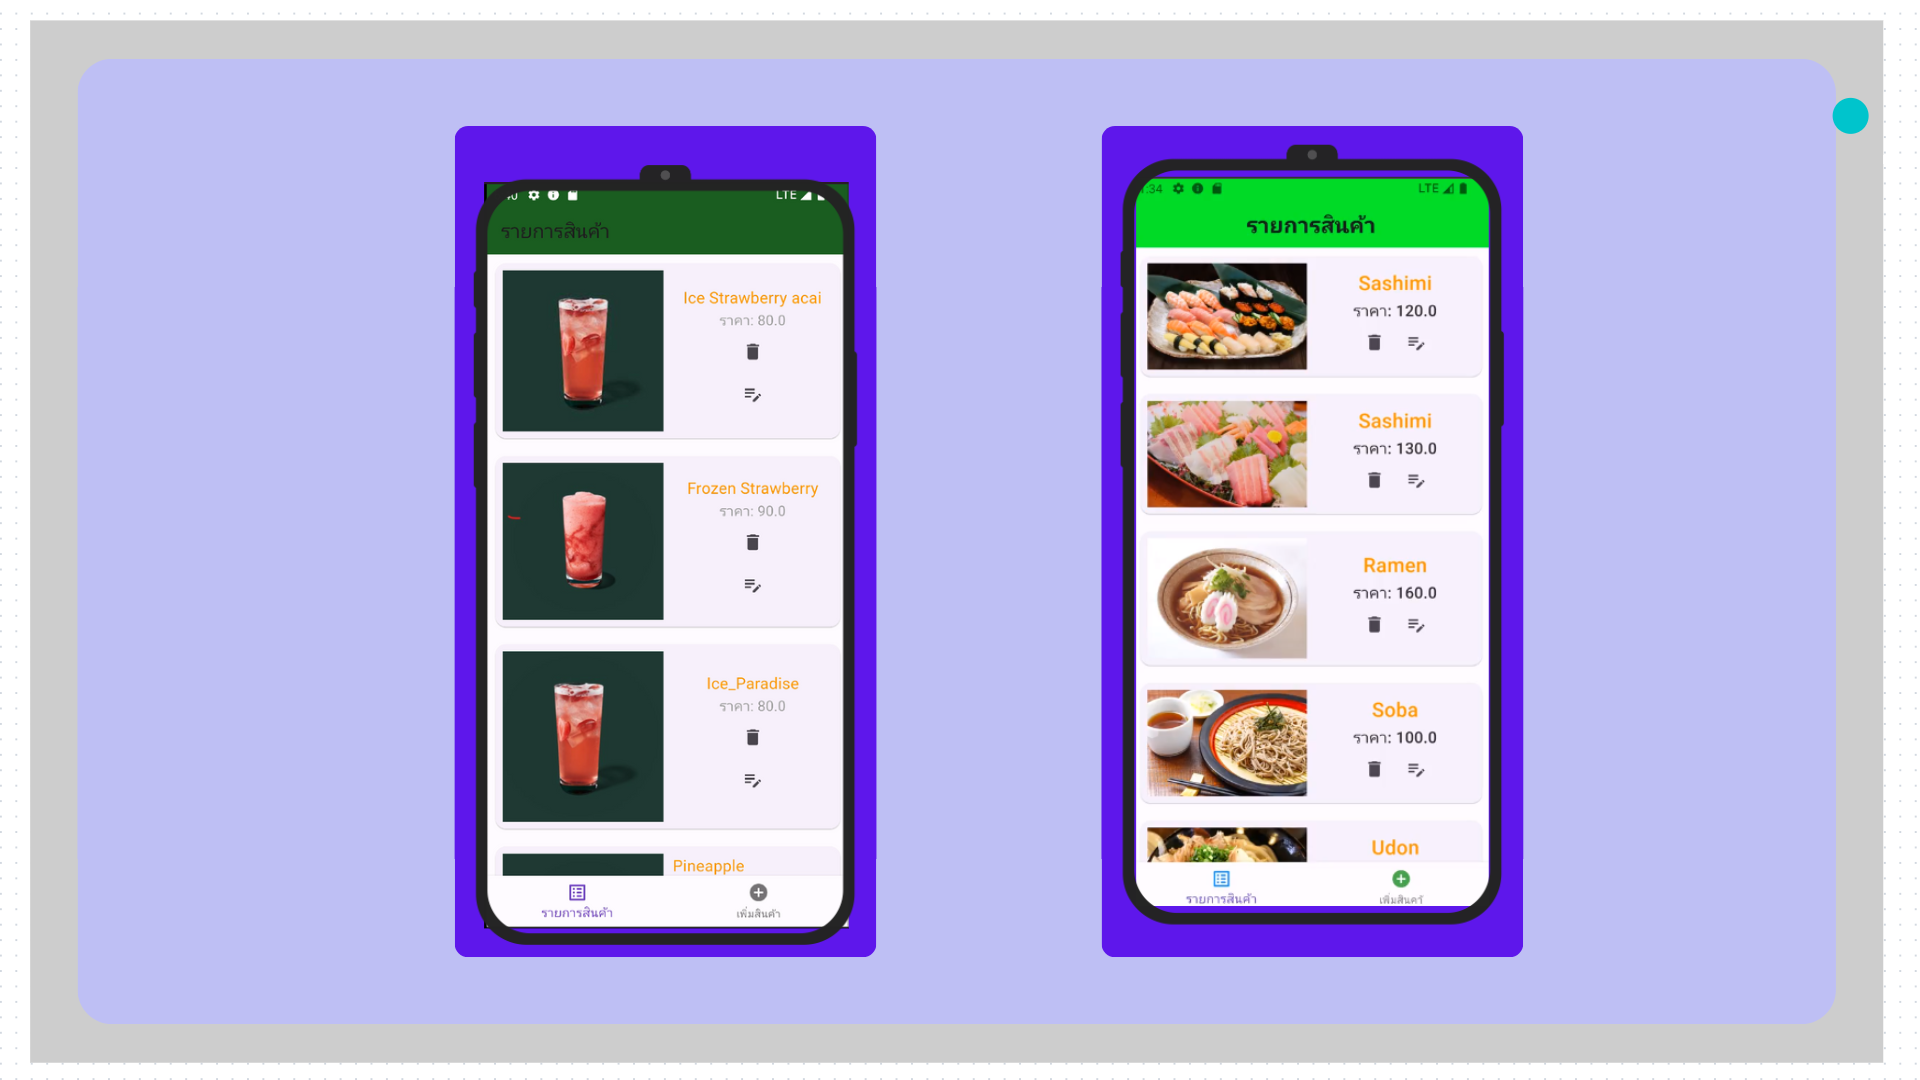 LTE
รายการสินค้า
Ice Strawberry acai
ราคา: 80.0
Frozen Strawberry
ราคา: 90.0
Ice_Paradise
ราคา: 80.0
Pineapple
รายการสินค้า
เพิ่มสินค้า
:34
LTE
รายการสินค้า
Sashimi
ราคา: 120.0
Sashimi
ราคา: 130.0
Ramen
ราคา: 160.0
Soba
ราคา: 100.0
Udon
รายการสินค้า
เพิ่มสินคร์